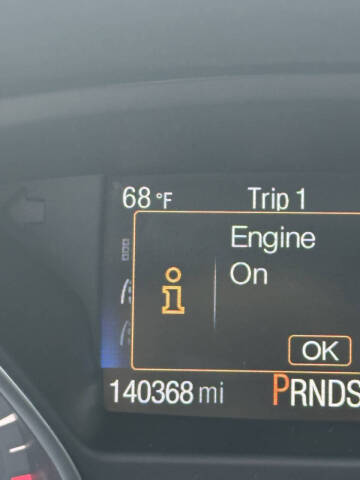 68 °F Trip 1
Engine
On
OK
140368 mi PRNDS